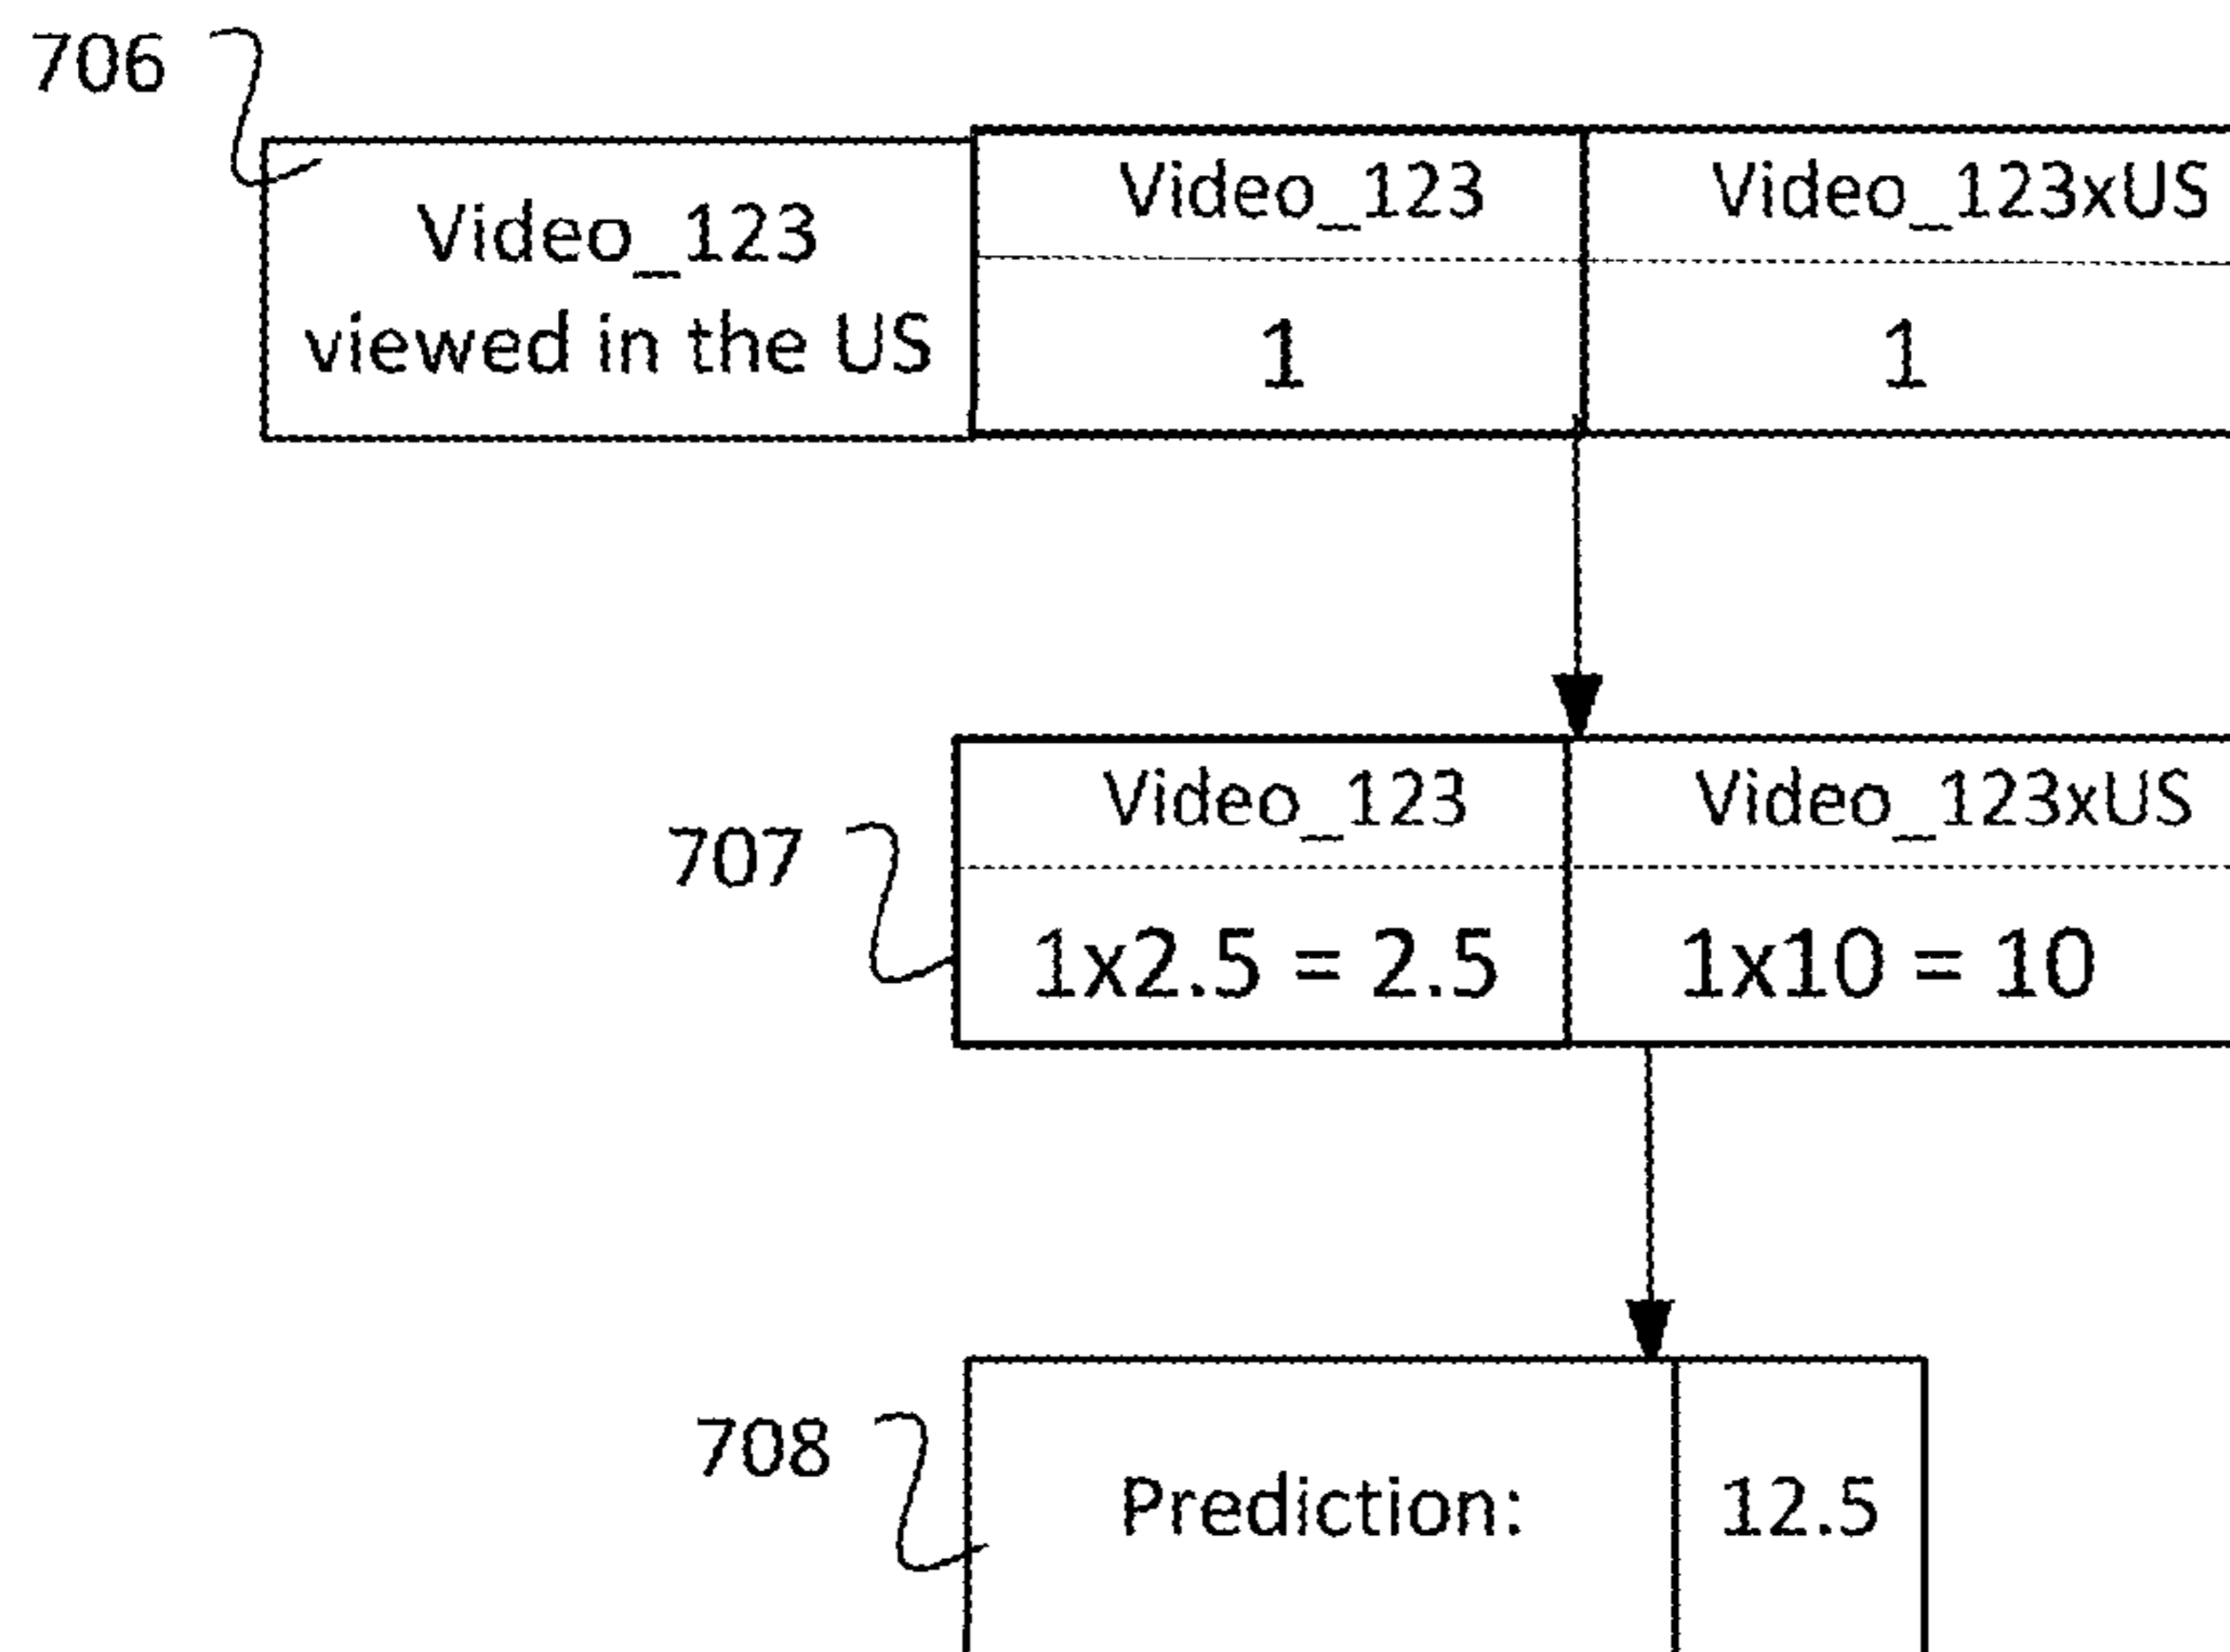 706
Video_123
viewed in the US
Video_123
Video_123xUS
1
1
707
Video_123
Video_123xUS
1x2.5 = 2.5
1x10 = 10
708
Prediction:
12.5